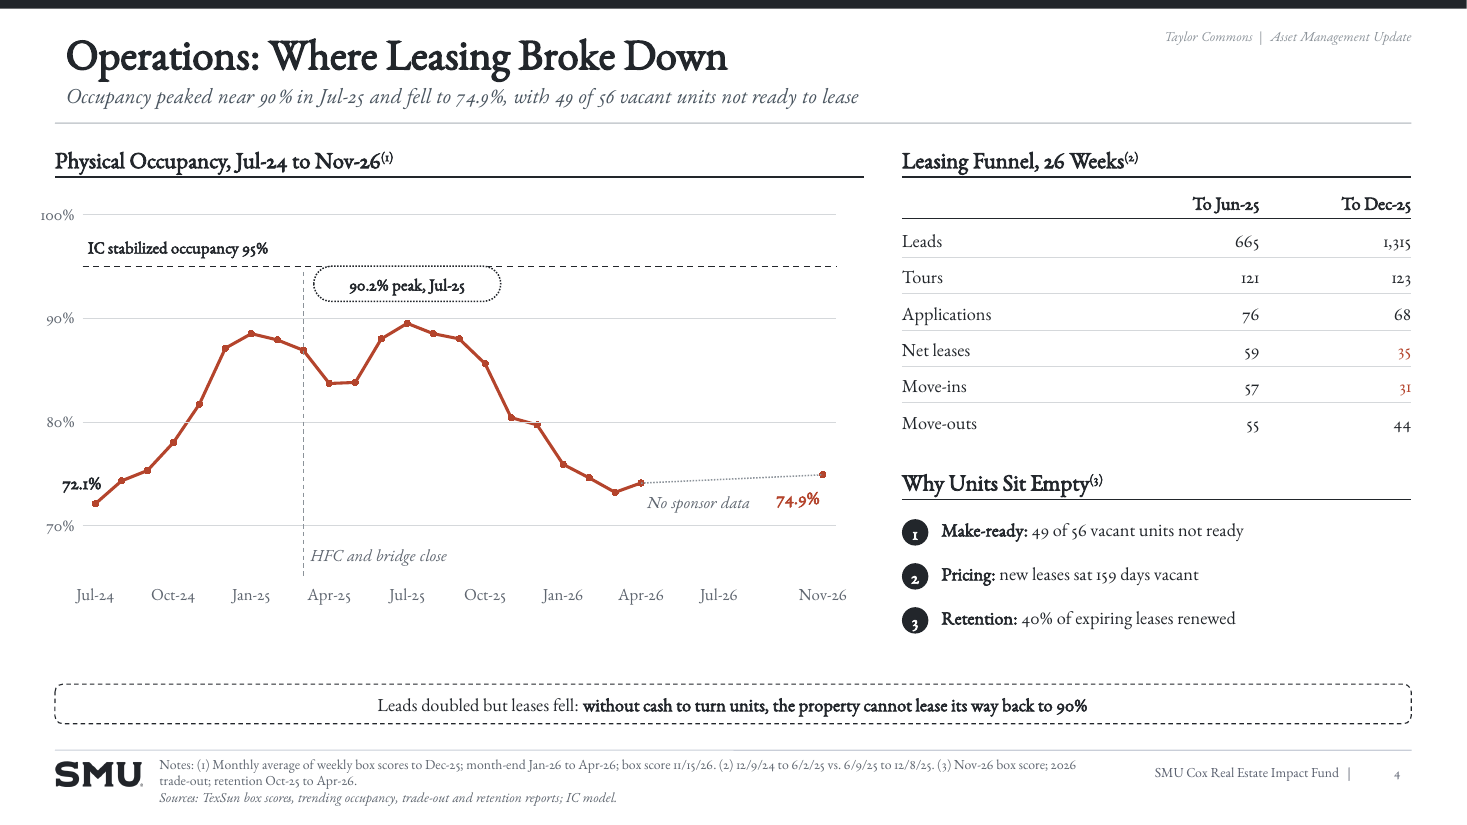 Taylor Commons | Asset Management Update
Operations: Where Leasing Broke Down
Occupancy peaked near 90% in Jul-25 and fell to 74.9%, with 49 of 56 vacant units not ready to lease
Physical Occupancy, Jul-24 to Nov-26(1)
100%
IC stabilized occupancy 95%
90.2% peak, Jul-25
90%
80%
72.1%
No sponsor data
74.9%
70%
HFC and bridge close
Jul-24 Oct-24 Jan-25 Apr-25 Jul-25 Oct-25 Jan-26 Apr-26 Jul-26 Nov-26
Leasing Funnel, 26 Weeks(2)
To Jun-25 To Dec-25
Leads 665 1,315
Tours 121 123
Applications 76 68
Net leases 59 35
Move-ins 57 31
Move-outs 55 44
Why Units Sit Empty(3)
1 Make-ready: 49 of 56 vacant units not ready
2 Pricing: new leases sat 159 days vacant
3 Retention: 40% of expiring leases renewed
Leads doubled but leases fell: without cash to turn units, the property cannot lease its way back to 90%
SMU
Notes: (1) Monthly average of weekly box scores to Dec-25; month-end Jan-26 to Apr-26; box score 11/15/26. (2) 12/9/24 to 6/2/25 vs. 6/9/25 to 12/8/25. (3) Nov-26 box score; 2026
trade-out; retention Oct-25 to Apr-26.
Sources: TexSun box scores, trending occupancy, trade-out and retention reports; IC model.
SMU Cox Real Estate Impact Fund | 4